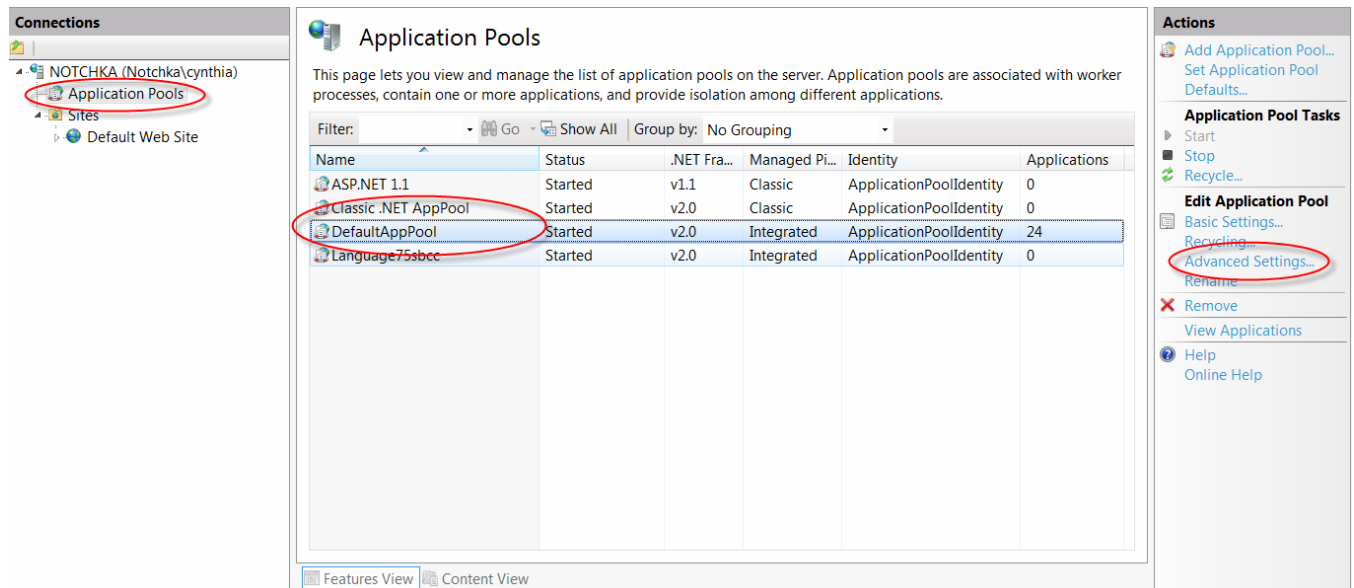 Connections
NOTCHKA (Notchka\cynthia)
Application Pools
Sites
Default Web Site
Application Pools
This page lets you view and manage the list of application pools on the server. Application pools are associated with worker
processes, contain one or more applications, and provide isolation among different applications.
Filter: Go Show All Group by: No Grouping
Name Status .NET Fra... Managed Pi... Identity Applications
ASP.NET 1.1 Started v1.1 Classic ApplicationPoolIdentity 0
Classic .NET AppPool Started v2.0 Classic ApplicationPoolIdentity 0
DefaultAppPool Started v2.0 Integrated ApplicationPoolIdentity 24
Language75sbcc Started v2.0 Integrated ApplicationPoolIdentity 0
Features View Content View
Actions
Add Application Pool...
Set Application Pool
Defaults...
Application Pool Tasks
Start
Stop
Recycle...
Edit Application Pool
Basic Settings...
Recycling...
Advanced Settings...
Rename
Remove
View Applications
Help
Online Help